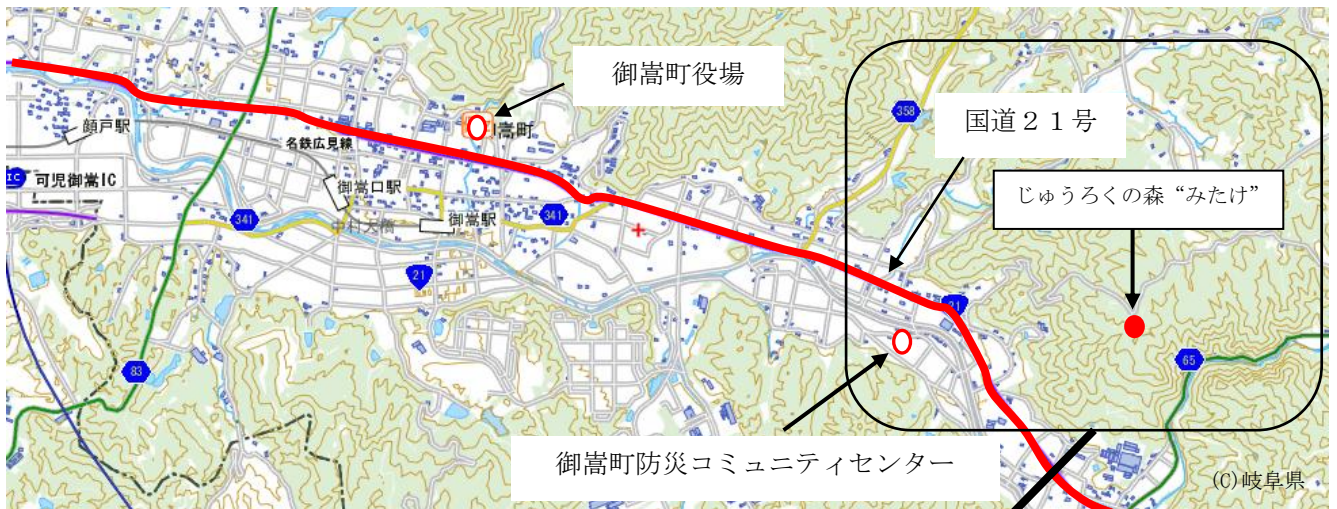 御嵩町役場
358
国道２１号
顔戸駅
名鉄広見線
嵩町
じゅうろくの森“みたけ”
IC
可児御嵩IC
御嵩口駅
341
中村大橋
御嵩駅
341
21
21
83
65
御嵩町防災コミュニティセンター
(C)岐阜県